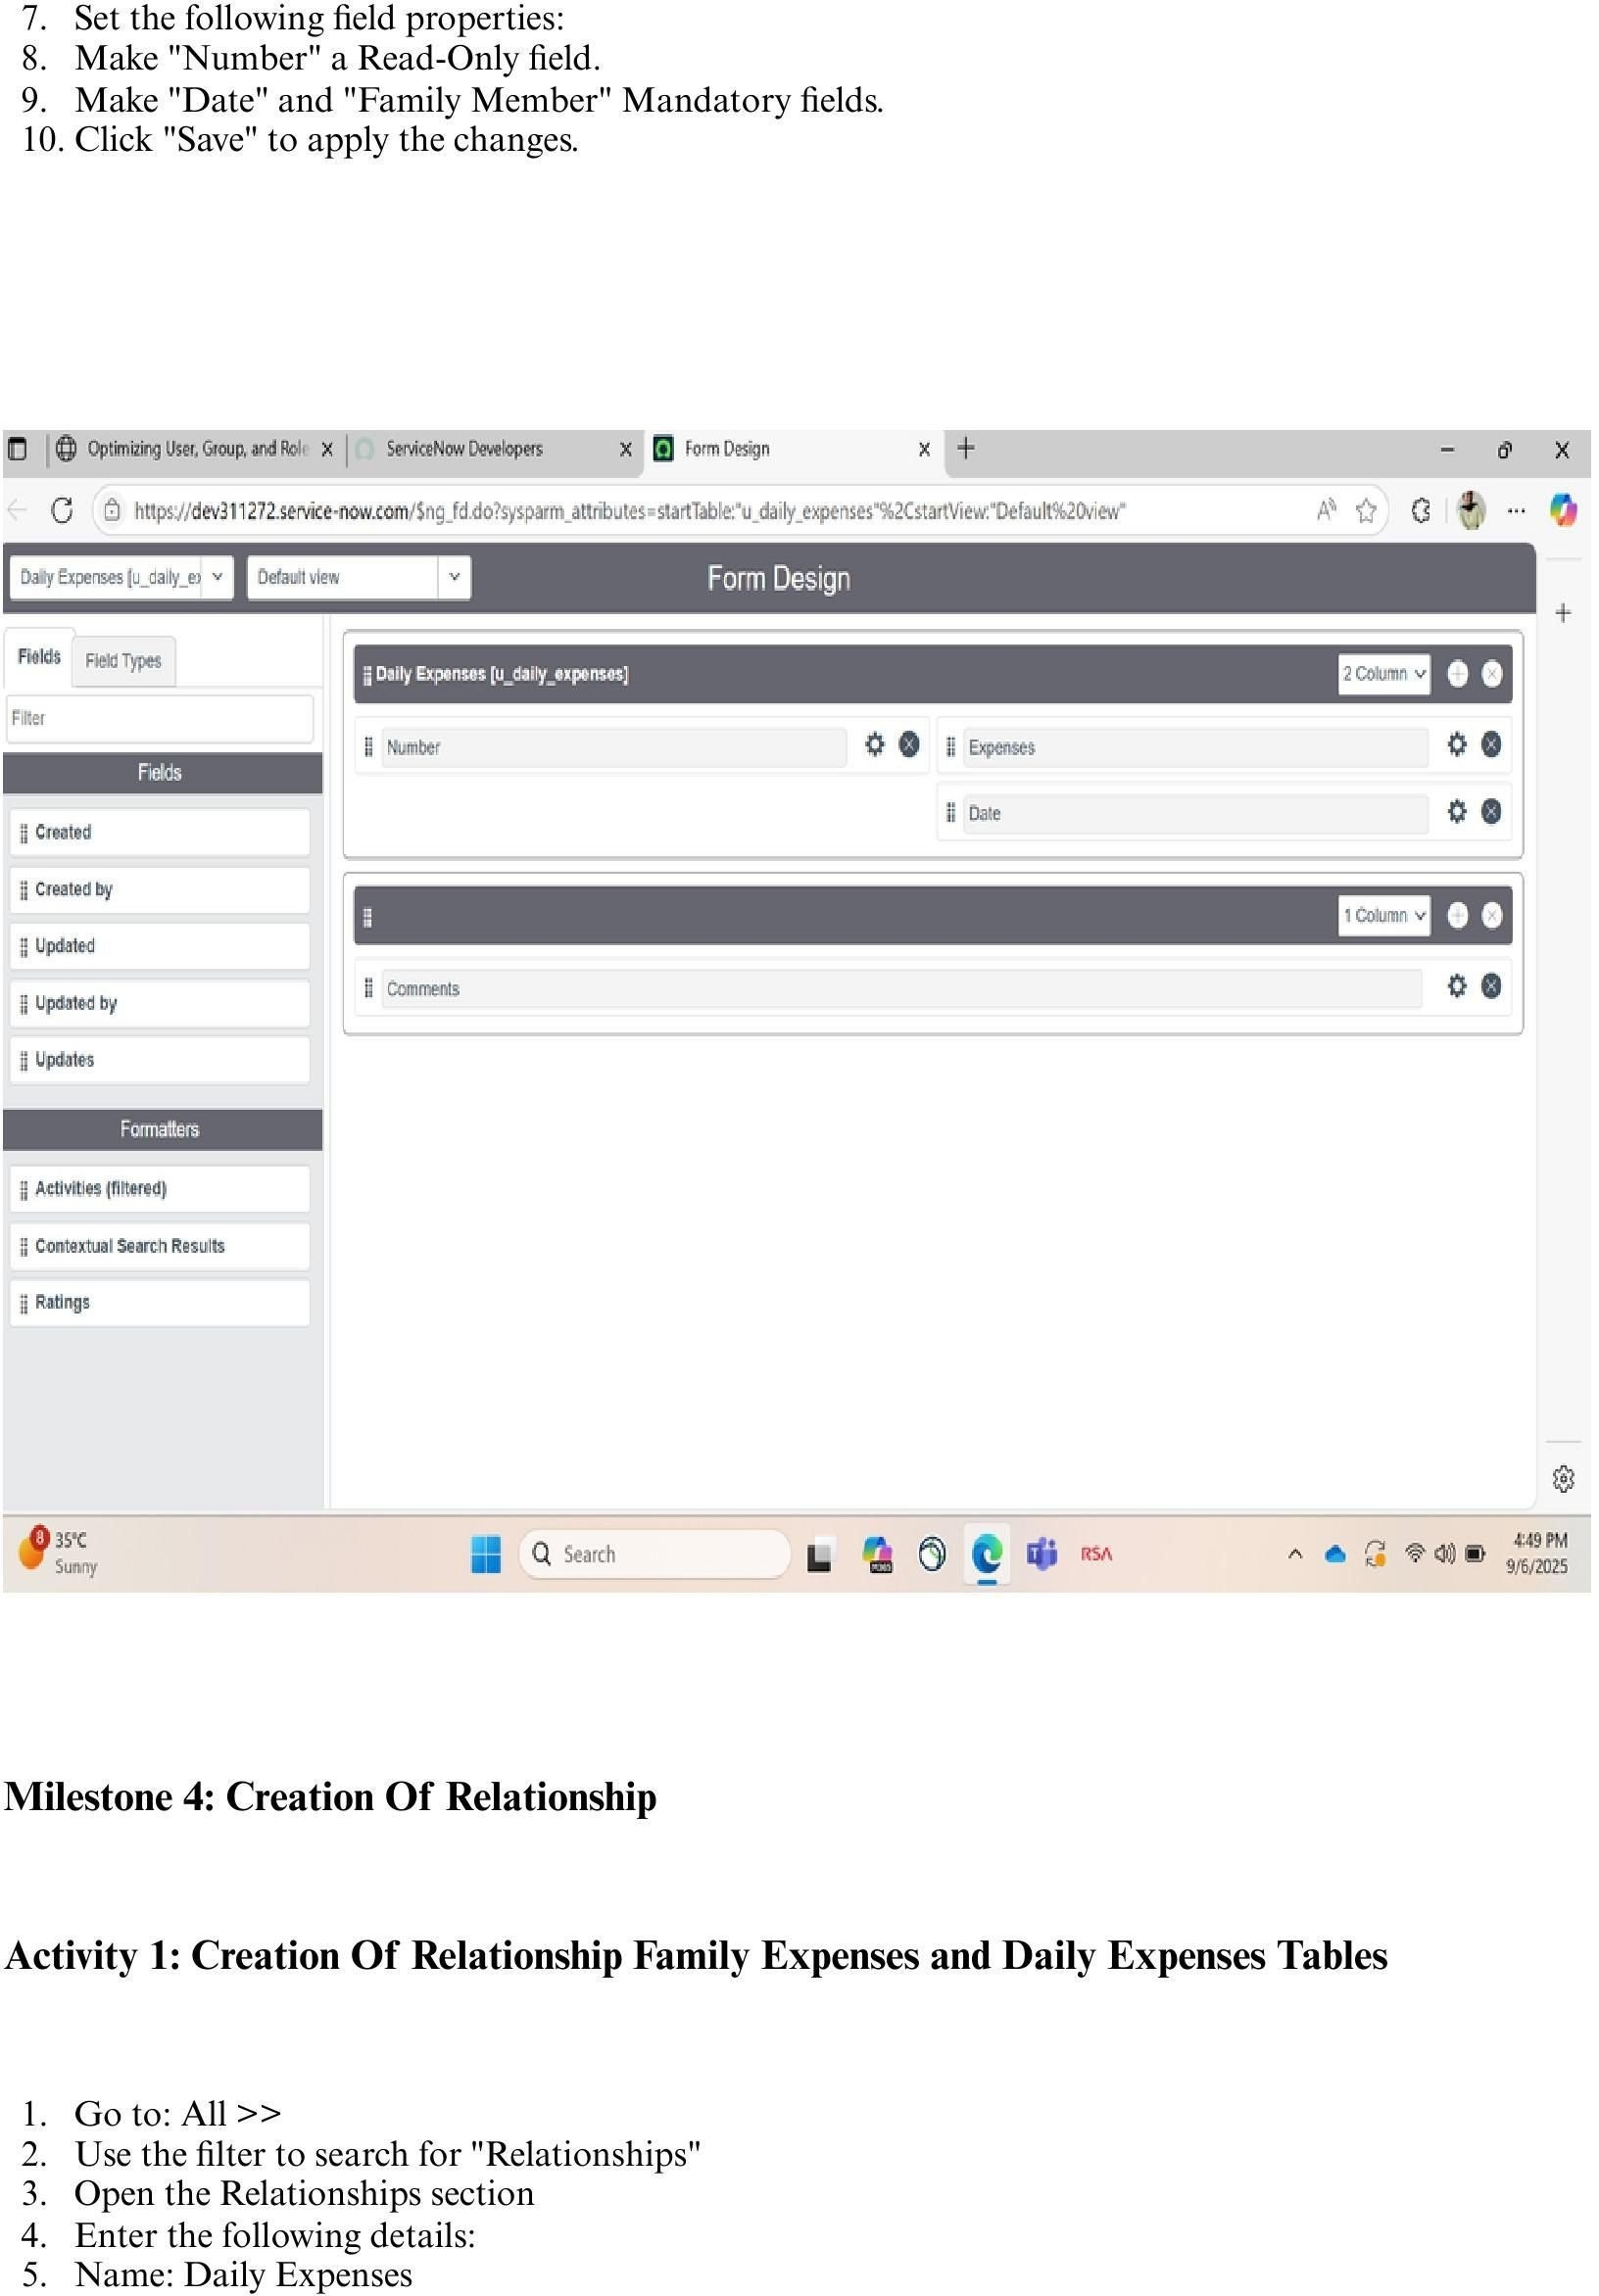 7. Set the following field properties:
8. Make "Number" a Read-Only field.
9. Make "Date" and "Family Member" Mandatory fields.
10. Click "Save" to apply the changes.
Optimizing User, Group, and Role
ServiceNow Developers
Form Design
https://dev311272.service-now.com/$ng_fd.do?sysparm_attributes=startTable:"u_daily_expenses"%2CstartView:"Default%20view"
Daily Expenses [u_daily_ex
Default view
Form Design
Fields
Field Types
Filter
Fields
Created
Created by
Updated
Updated by
Updates
Formatters
Activities (filtered)
Contextual Search Results
Ratings
Daily Expenses [u_daily_expenses]
2 Column
Number
Expenses
Date
1 Column
Comments
8
35°C
Sunny
Search
M365
RSA
4:49 PM
9/6/2025
Milestone 4: Creation Of Relationship
Activity 1: Creation Of Relationship Family Expenses and Daily Expenses Tables
1. Go to: All >>
2. Use the filter to search for "Relationships"
3. Open the Relationships section
4. Enter the following details:
5. Name: Daily Expenses